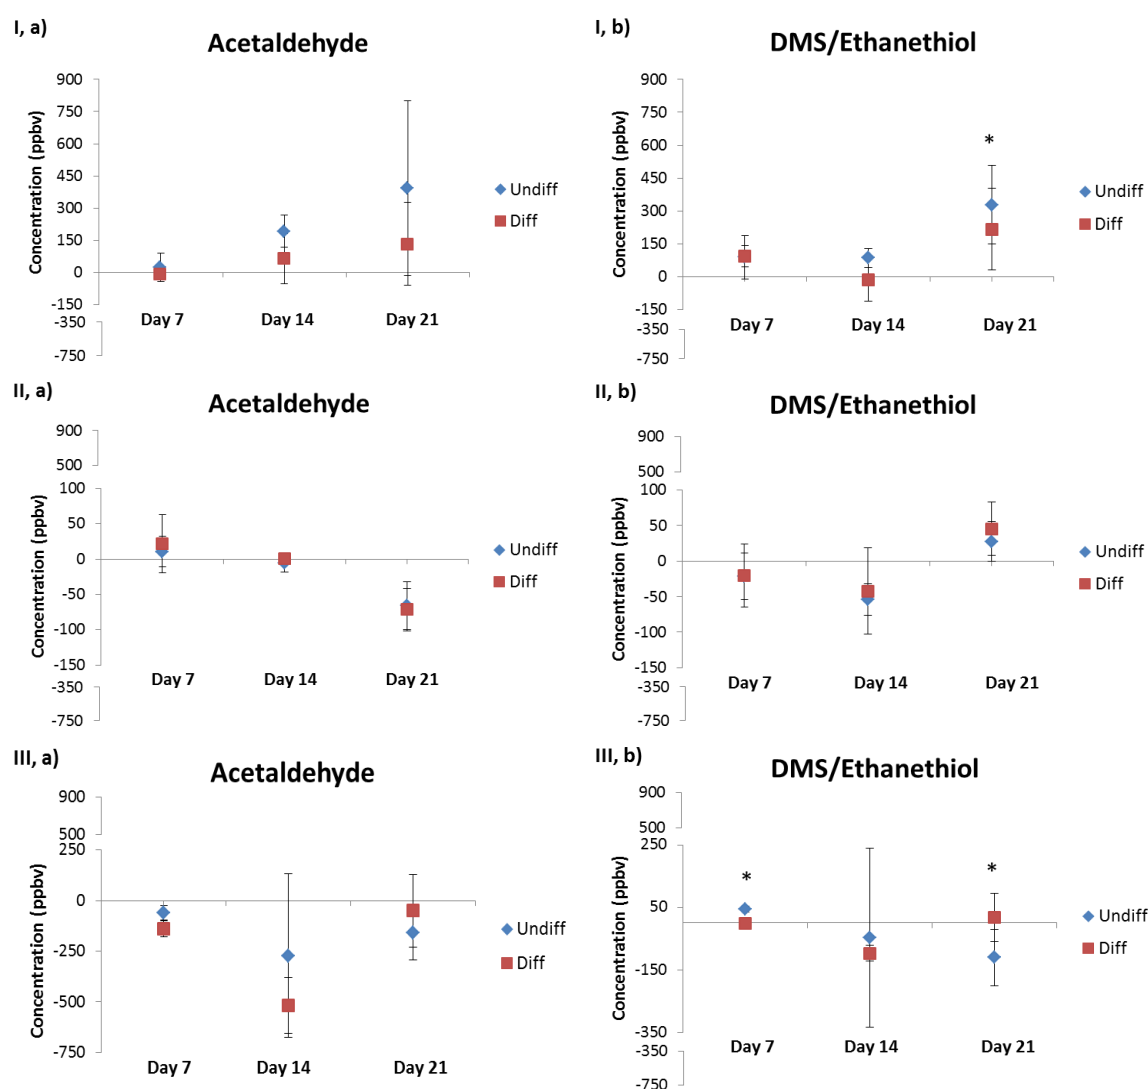 I, a)
Acetaldehyde
Concentration (ppbv)
900
750
600
450
300
150
0
-150
-350
-750
Day 7
Day 14
Day 21
Undiff
Diff
I, b)
DMS/Ethanethiol
Concentration (ppbv)
900
750
600
450
300
150
0
-150
-350
-750
*
Day 7
Day 14
Day 21
Undiff
Diff
II, a)
Acetaldehyde
Concentration (ppbv)
900
500
100
50
0
-50
-100
-150
-350
-750
Day 7
Day 14
Day 21
Undiff
Diff
II, b)
DMS/Ethanethiol
Concentration (ppbv)
900
500
100
50
0
-50
-100
-150
-350
-750
Day 7
Day 14
Day 21
Undiff
Diff
III, a)
Acetaldehyde
Concentration (ppbv)
900
500
250
0
-250
-500
-750
Day 7
Day 14
Day 21
Undiff
Diff
III, b)
DMS/Ethanethiol
Concentration (ppbv)
900
500
250
50
-150
-350
-350
-750
*
*
Day 7
Day 14
Day 21
Undiff
Diff